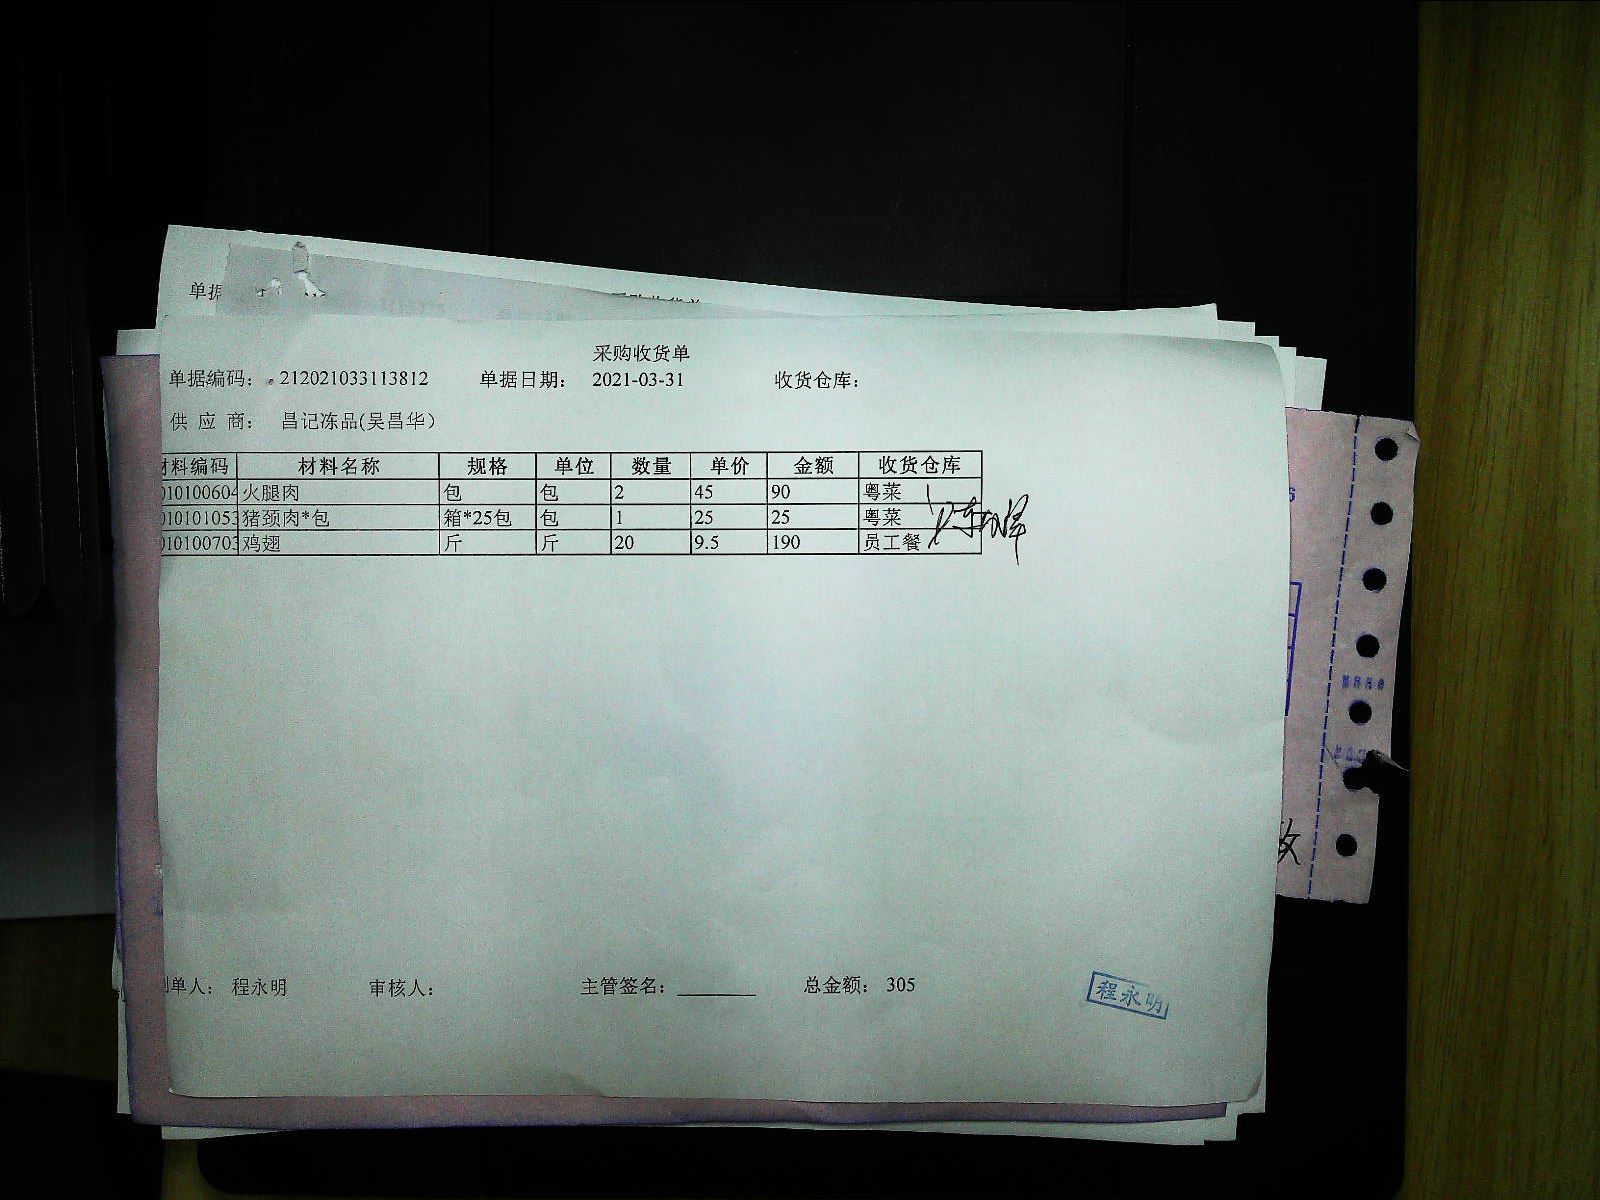 单据
采购收货单
单据编码： 212021033113812 单据日期： 2021-03-31 收货仓库：
供 应 商： 昌记冻品(吴昌华)
材料编码 材料名称 规格 单位 数量 单价 金额 收货仓库
010100604 火腿肉 包 包 2 45 90 粤菜
010101053 猪颈肉*包 箱*25包 包 1 25 25 粤菜
010100703 鸡翅 斤 斤 20 9.5 190 员工餐
制单人： 程永明 审核人： 主管签名：________ 总金额： 305
程永明